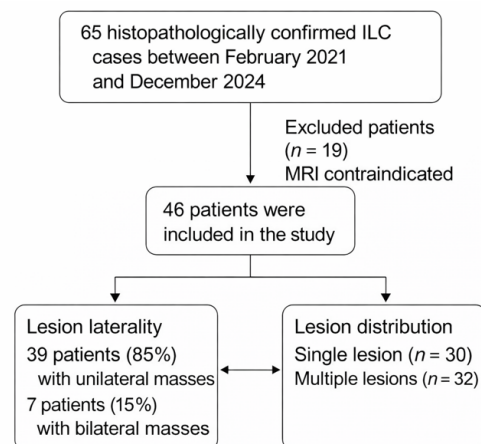 65 histopathologically confirmed ILC
cases between February 2021
and December 2024
Excluded patients
(n = 19)
MRI contraindicated
46 patients were
included in the study
Lesion laterality
39 patients (85%)
with unilateral masses
7 patients (15%)
with bilateral masses
Lesion distribution
Single lesion (n = 30)
Multiple lesions (n = 32)